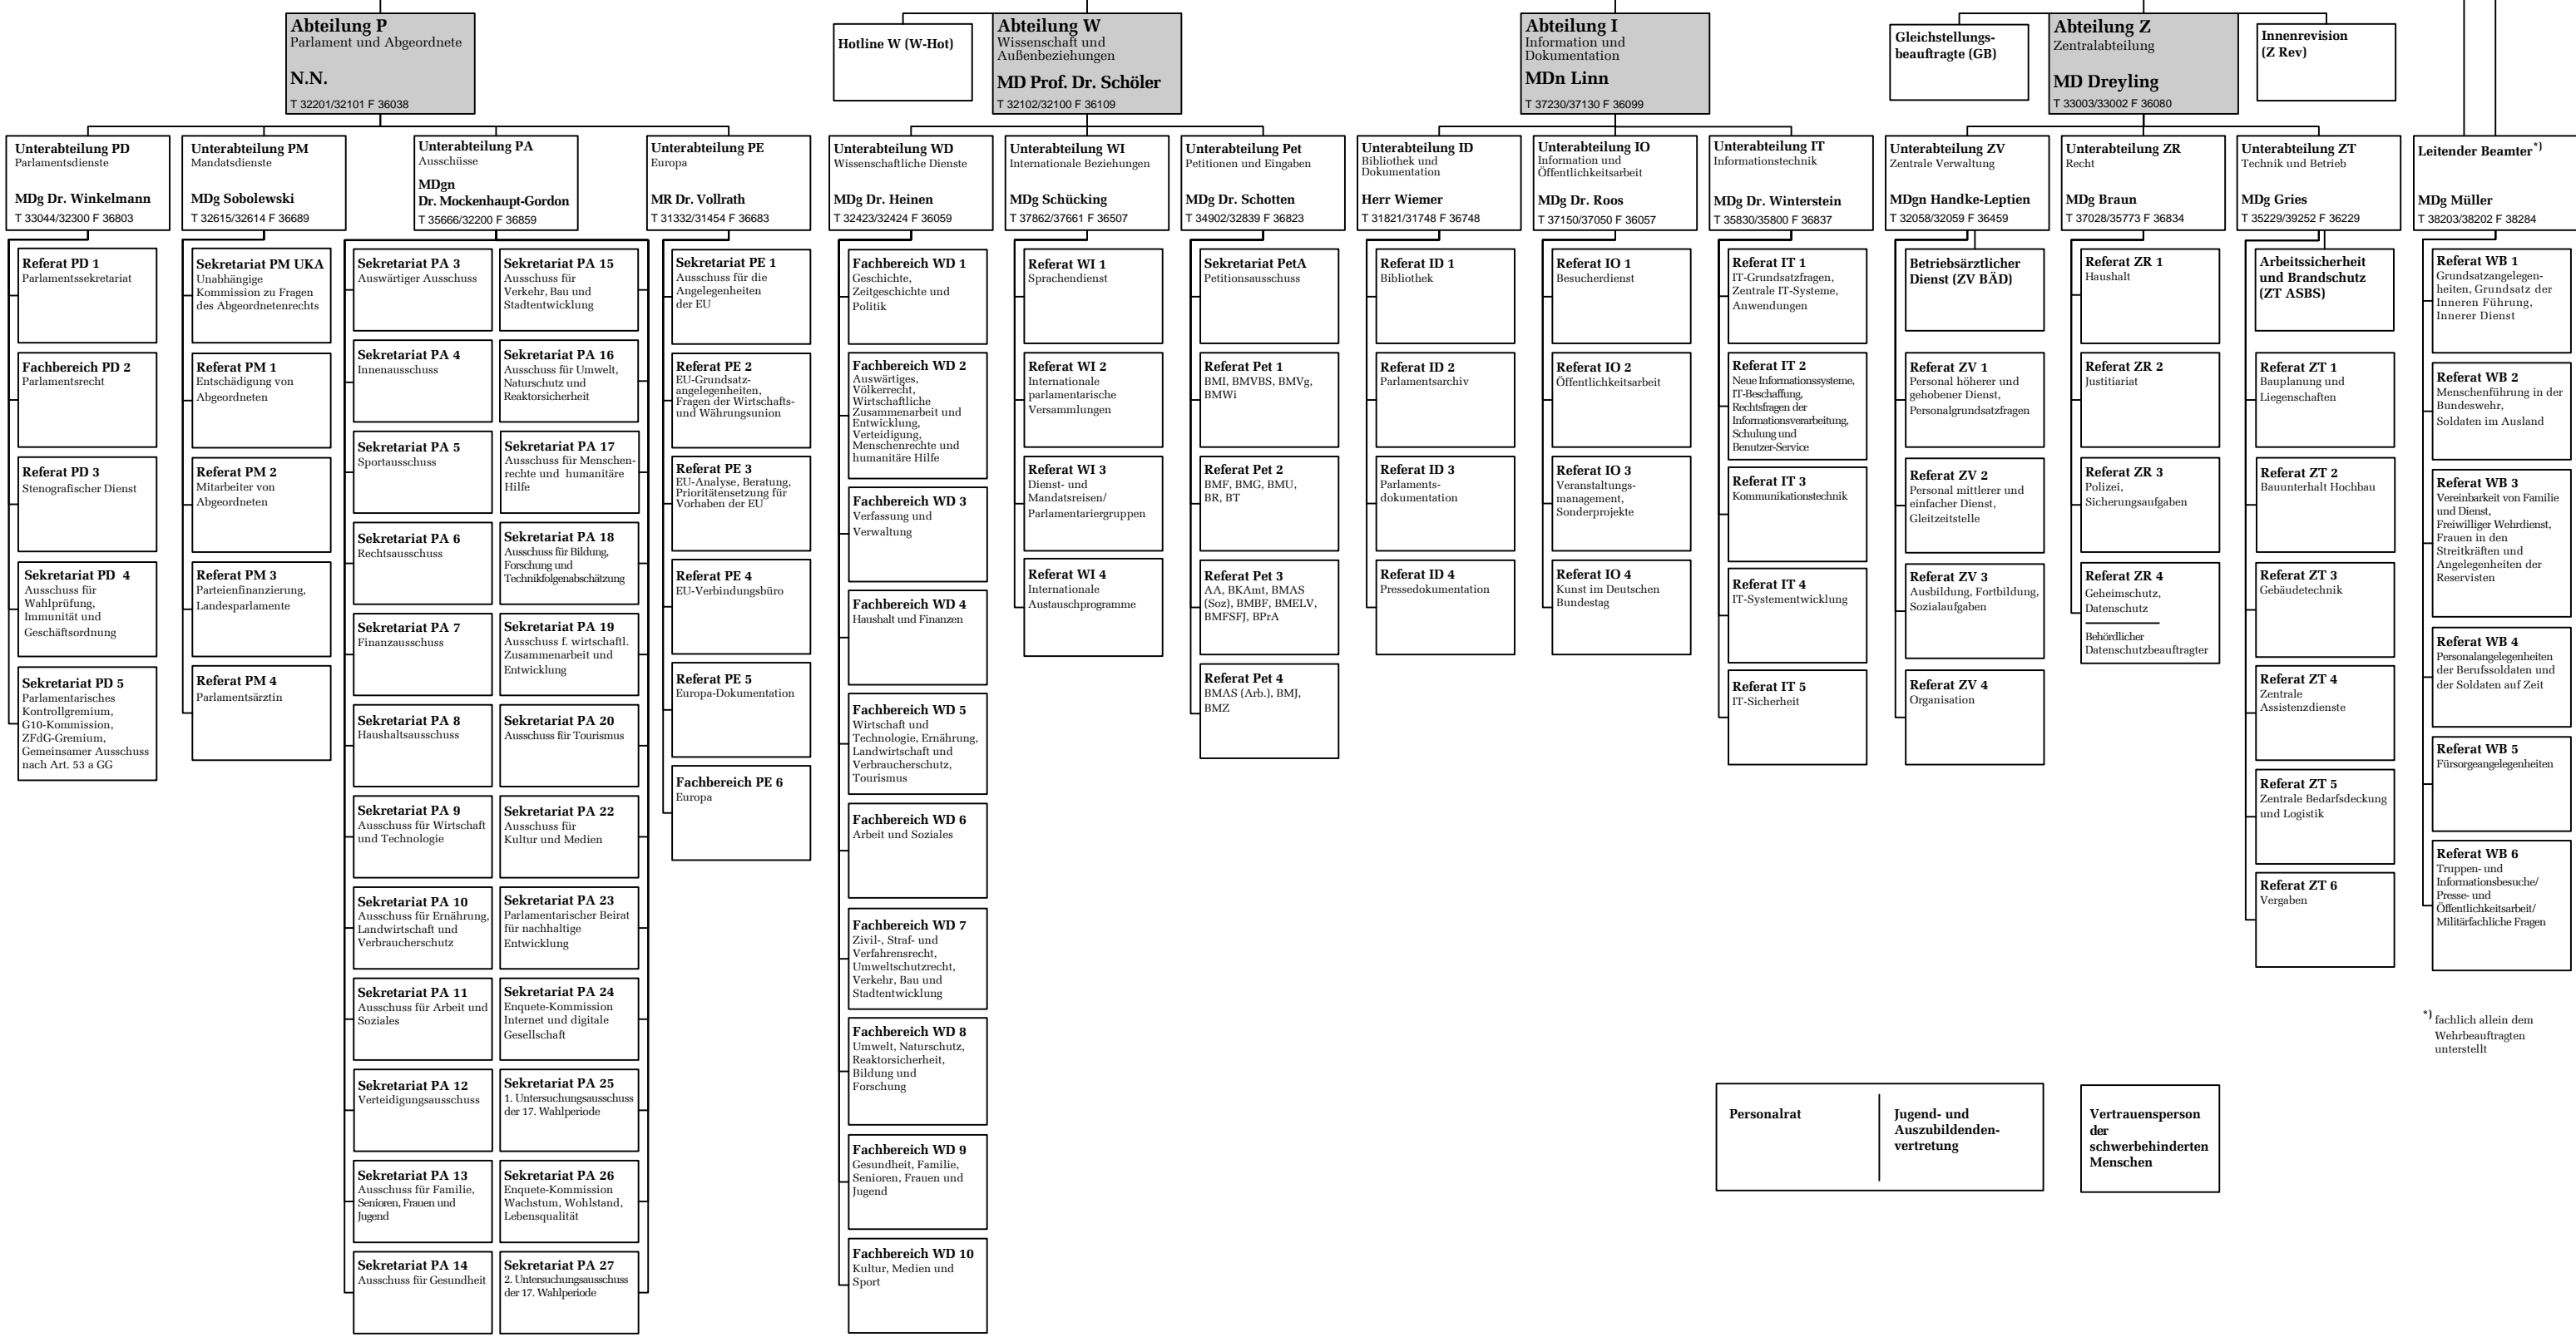 Abteilung P
Parlament und Abgeordnete
N.N.
T 32201/32101 F 36038
Hotline W (W-Hot)
Abteilung W
Wissenschaft und
Außenbeziehungen
MD Prof. Dr. Schöler
T 32102/32100 F 36109
Abteilung I
Information und
Dokumentation
MDn Linn
T 37230/37130 F 36099
Gleichstellungs-
beauftragte (GB)
Abteilung Z
Zentralabteilung
MD Dreyling
T 33003/33002 F 36080
Innenrevision
(Z Rev)
Unterabteilung PD
Parlamentsdienste
MDg Dr. Winkelmann
T 33044/32300 F 36803
Referat PD 1
Parlamentssekretariat
Fachbereich PD 2
Parlamentsrecht
Referat PD 3
Stenografischer Dienst
Sekretariat PD  4
Ausschuss für
Wahlprüfung,
Immunität und
Geschäftsordnung
Sekretariat PD 5
Parlamentarisches
Kontrollgremium,
G10-Kommission,
ZFdG-Gremium,
Gemeinsamer Ausschuss
nach Art. 53 a GG
Unterabteilung PM
Mandatsdienste
MDg Sobolewski
T 32615/32614 F 36689
Sekretariat PM UKA
Unabhängige
Kommission zu Fragen
des Abgeordnetenrechts
Referat PM 1
Entschädigung von
Abgeordneten
Referat PM 2
Mitarbeiter von
Abgeordneten
Referat PM 3
Parteienfinanzierung,
Landesparlamente
Referat PM 4
Parlamentsärztin
Unterabteilung PA
Ausschüsse
MDgn
Dr. Mockenhaupt-Gordon
T 35666/32200 F 36859
Sekretariat PA 3
Auswärtiger Ausschuss
Sekretariat PA 4
Innenausschuss
Sekretariat PA 5
Sportausschuss
Sekretariat PA 6
Rechtsausschuss
Sekretariat PA 7
Finanzausschuss
Sekretariat PA 8
Haushaltsausschuss
Sekretariat PA 9
Ausschuss für Wirtschaft
und Technologie
Sekretariat PA 10
Ausschuss für Ernährung,
Landwirtschaft und
Verbraucherschutz
Sekretariat PA 11
Ausschuss für Arbeit und
Soziales
Sekretariat PA 12
Verteidigungsausschuss
Sekretariat PA 13
Ausschuss für Familie,
Senioren, Frauen und
Jugend
Sekretariat PA 14
Ausschuss für Gesundheit
Sekretariat PA 15
Ausschuss für
Verkehr, Bau und
Stadtentwicklung
Sekretariat PA 16
Ausschuss für Umwelt,
Naturschutz und
Reaktorsicherheit
Sekretariat PA 17
Ausschuss für Menschen-
rechte und  humanitäre
Hilfe
Sekretariat PA 18
Ausschuss für Bildung,
Forschung und
Technikfolgenabschätzung
Sekretariat PA 19
Ausschuss f. wirtschaftl.
Zusammenarbeit und
Entwicklung
Sekretariat PA 20
Ausschuss für Tourismus
Sekretariat PA 22
Ausschuss für
Kultur und Medien
Sekretariat PA 23
Parlamentarischer Beirat
für nachhaltige
Entwicklung
Sekretariat PA 24
Enquete-Kommission
Internet und digitale
Gesellschaft
Sekretariat PA 25
1. Untersuchungsausschuss
der 17. Wahlperiode
Sekretariat PA 26
Enquete-Kommission
Wachstum, Wohlstand,
Lebensqualität
Sekretariat PA 27
2. Untersuchungsausschuss
der 17. Wahlperiode
Unterabteilung PE
Europa
MR Dr. Vollrath
T 31332/31454 F 36683
Sekretariat PE 1
Ausschuss für die
Angelegenheiten
der EU
Referat PE 2
EU-Grundsatz-
angelegenheiten,
Fragen der Wirtschafts-
und Währungsunion
Referat PE 3
EU-Analyse, Beratung,
Prioritätensetzung für
Vorhaben der EU
Referat PE 4
EU-Verbindungsbüro
Referat PE 5
Europa-Dokumentation
Fachbereich PE 6
Europa
Unterabteilung WD
Wissenschaftliche Dienste
MDg Dr. Heinen
T 32423/32424 F 36059
Fachbereich WD 1
Geschichte,
Zeitgeschichte und
Politik
Fachbereich WD 2
Auswärtiges,
Völkerrecht,
Wirtschaftliche
Zusammenarbeit und
Entwicklung,
Verteidigung,
Menschenrechte und
humanitäre Hilfe
Fachbereich WD 3
Verfassung und
Verwaltung
Fachbereich WD 4
Haushalt und Finanzen
Fachbereich WD 5
Wirtschaft und
Technologie, Ernährung,
Landwirtschaft und
Verbraucherschutz,
Tourismus
Fachbereich WD 6
Arbeit und Soziales
Fachbereich WD 7
Zivil-, Straf- und
Verfahrensrecht,
Umweltschutzrecht,
Verkehr, Bau und
Stadtentwicklung
Fachbereich WD 8
Umwelt, Naturschutz,
Reaktorsicherheit,
Bildung und
Forschung
Fachbereich WD 9
Gesundheit, Familie,
Senioren, Frauen und
Jugend
Fachbereich WD 10
Kultur, Medien und
Sport
Unterabteilung WI
Internationale Beziehungen
MDg Schücking
T 37862/37661 F 36507
Referat WI 1
Sprachendienst
Referat WI 2
Internationale
parlamentarische
Versammlungen
Referat WI 3
Dienst- und
Mandatsreisen/
Parlamentariergruppen
Referat WI 4
Internationale
Austauschprogramme
Unterabteilung Pet
Petitionen und Eingaben
MDg Dr. Schotten
T 34902/32839 F 36823
Sekretariat PetA
Petitionsausschuss
Referat Pet 1
BMI, BMVBS, BMVg,
BMWi
Referat Pet 2
BMF, BMG, BMU,
BR, BT
Referat Pet 3
AA, BKAmt, BMAS
(Soz), BMBF, BMELV,
BMFSFJ, BPrA
Referat Pet 4
BMAS (Arb.), BMJ,
BMZ
Unterabteilung ID
Bibliothek und
Dokumentation
Herr Wiemer
T 31821/31748 F 36748
Referat ID 1
Bibliothek
Referat ID 2
Parlamentsarchiv
Referat ID 3
Parlaments-
dokumentation
Referat ID 4
Pressedokumentation
Unterabteilung IO
Information und
Öffentlichkeitsarbeit
MDg Dr. Roos
T 37150/37050 F 36057
Referat IO 1
Besucherdienst
Referat IO 2
Öffentlichkeitsarbeit
Referat IO 3
Veranstaltungs-
management,
Sonderprojekte
Referat IO 4
Kunst im Deutschen
Bundestag
Unterabteilung IT
Informationstechnik
MDg Dr. Winterstein
T 35830/35800 F 36837
Referat IT 1
IT-Grundsatzfragen,
Zentrale IT-Systeme,
Anwendungen
Referat IT 2
Neue Informationssysteme,
IT-Beschaffung,
Rechtsfragen der
Informationsverarbeitung,
Schulung und
Benutzer-Service
Referat IT 3
Kommunikationstechnik
Referat IT 4
IT-Systementwicklung
Referat IT 5
IT-Sicherheit
Unterabteilung ZV
Zentrale Verwaltung
MDgn Handke-Leptien
T 32058/32059 F 36459
Betriebsärztlicher
Dienst (ZV BÄD)
Referat ZV 1
Personal höherer und
gehobener Dienst,
Personalgrundsatzfragen
Referat ZV 2
Personal mittlerer und
einfacher Dienst,
Gleitzeitstelle
Referat ZV 3
Ausbildung, Fortbildung,
Sozialaufgaben
Referat ZV 4
Organisation
Unterabteilung ZR
Recht
MDg Braun
T 37028/35773 F 36834
Referat ZR 1
Haushalt
Referat ZR 2
Justitiariat
Referat ZR 3
Polizei,
Sicherungsaufgaben
Referat ZR 4
Geheimschutz,
Datenschutz
Behördlicher
Datenschutzbeauftragter
Unterabteilung ZT
Technik und Betrieb
MDg Gries
T 35229/39252 F 36229
Arbeitssicherheit
und Brandschutz
(ZT ASBS)
Referat ZT 1
Bauplanung und
Liegenschaften
Referat ZT 2
Bauunterhalt Hochbau
Referat ZT 3
Gebäudetechnik
Referat ZT 4
Zentrale
Assistenzdienste
Referat ZT 5
Zentrale Bedarfsdeckung
und Logistik
Referat ZT 6
Vergaben
Leitender Beamter*)
MDg Müller
T 38203/38202 F 38284
Referat WB 1
Grundsatzangelegen-
heiten, Grundsatz der
Inneren Führung,
Innerer Dienst
Referat WB 2
Menschenführung in der
Bundeswehr,
Soldaten im Ausland
Referat WB 3
Vereinbarkeit von Familie
und Dienst,
Freiwilliger Wehrdienst,
Frauen in den
Streitkräften und
Angelegenheiten der
Reservisten
Referat WB 4
Personalangelegenheiten
der Berufssoldaten und
der Soldaten auf Zeit
Referat WB 5
Fürsorgeangelegenheiten
Referat WB 6
Truppen- und
Informationsbesuche/
Presse- und
Öffentlichkeitsarbeit/
Militärfachliche Fragen
*) fachlich allein dem
Wehrbeauftragten
unterstellt
Personalrat
Jugend- und
Auszubildenden-
vertretung
Vertrauensperson
der
schwerbehinderten
Menschen